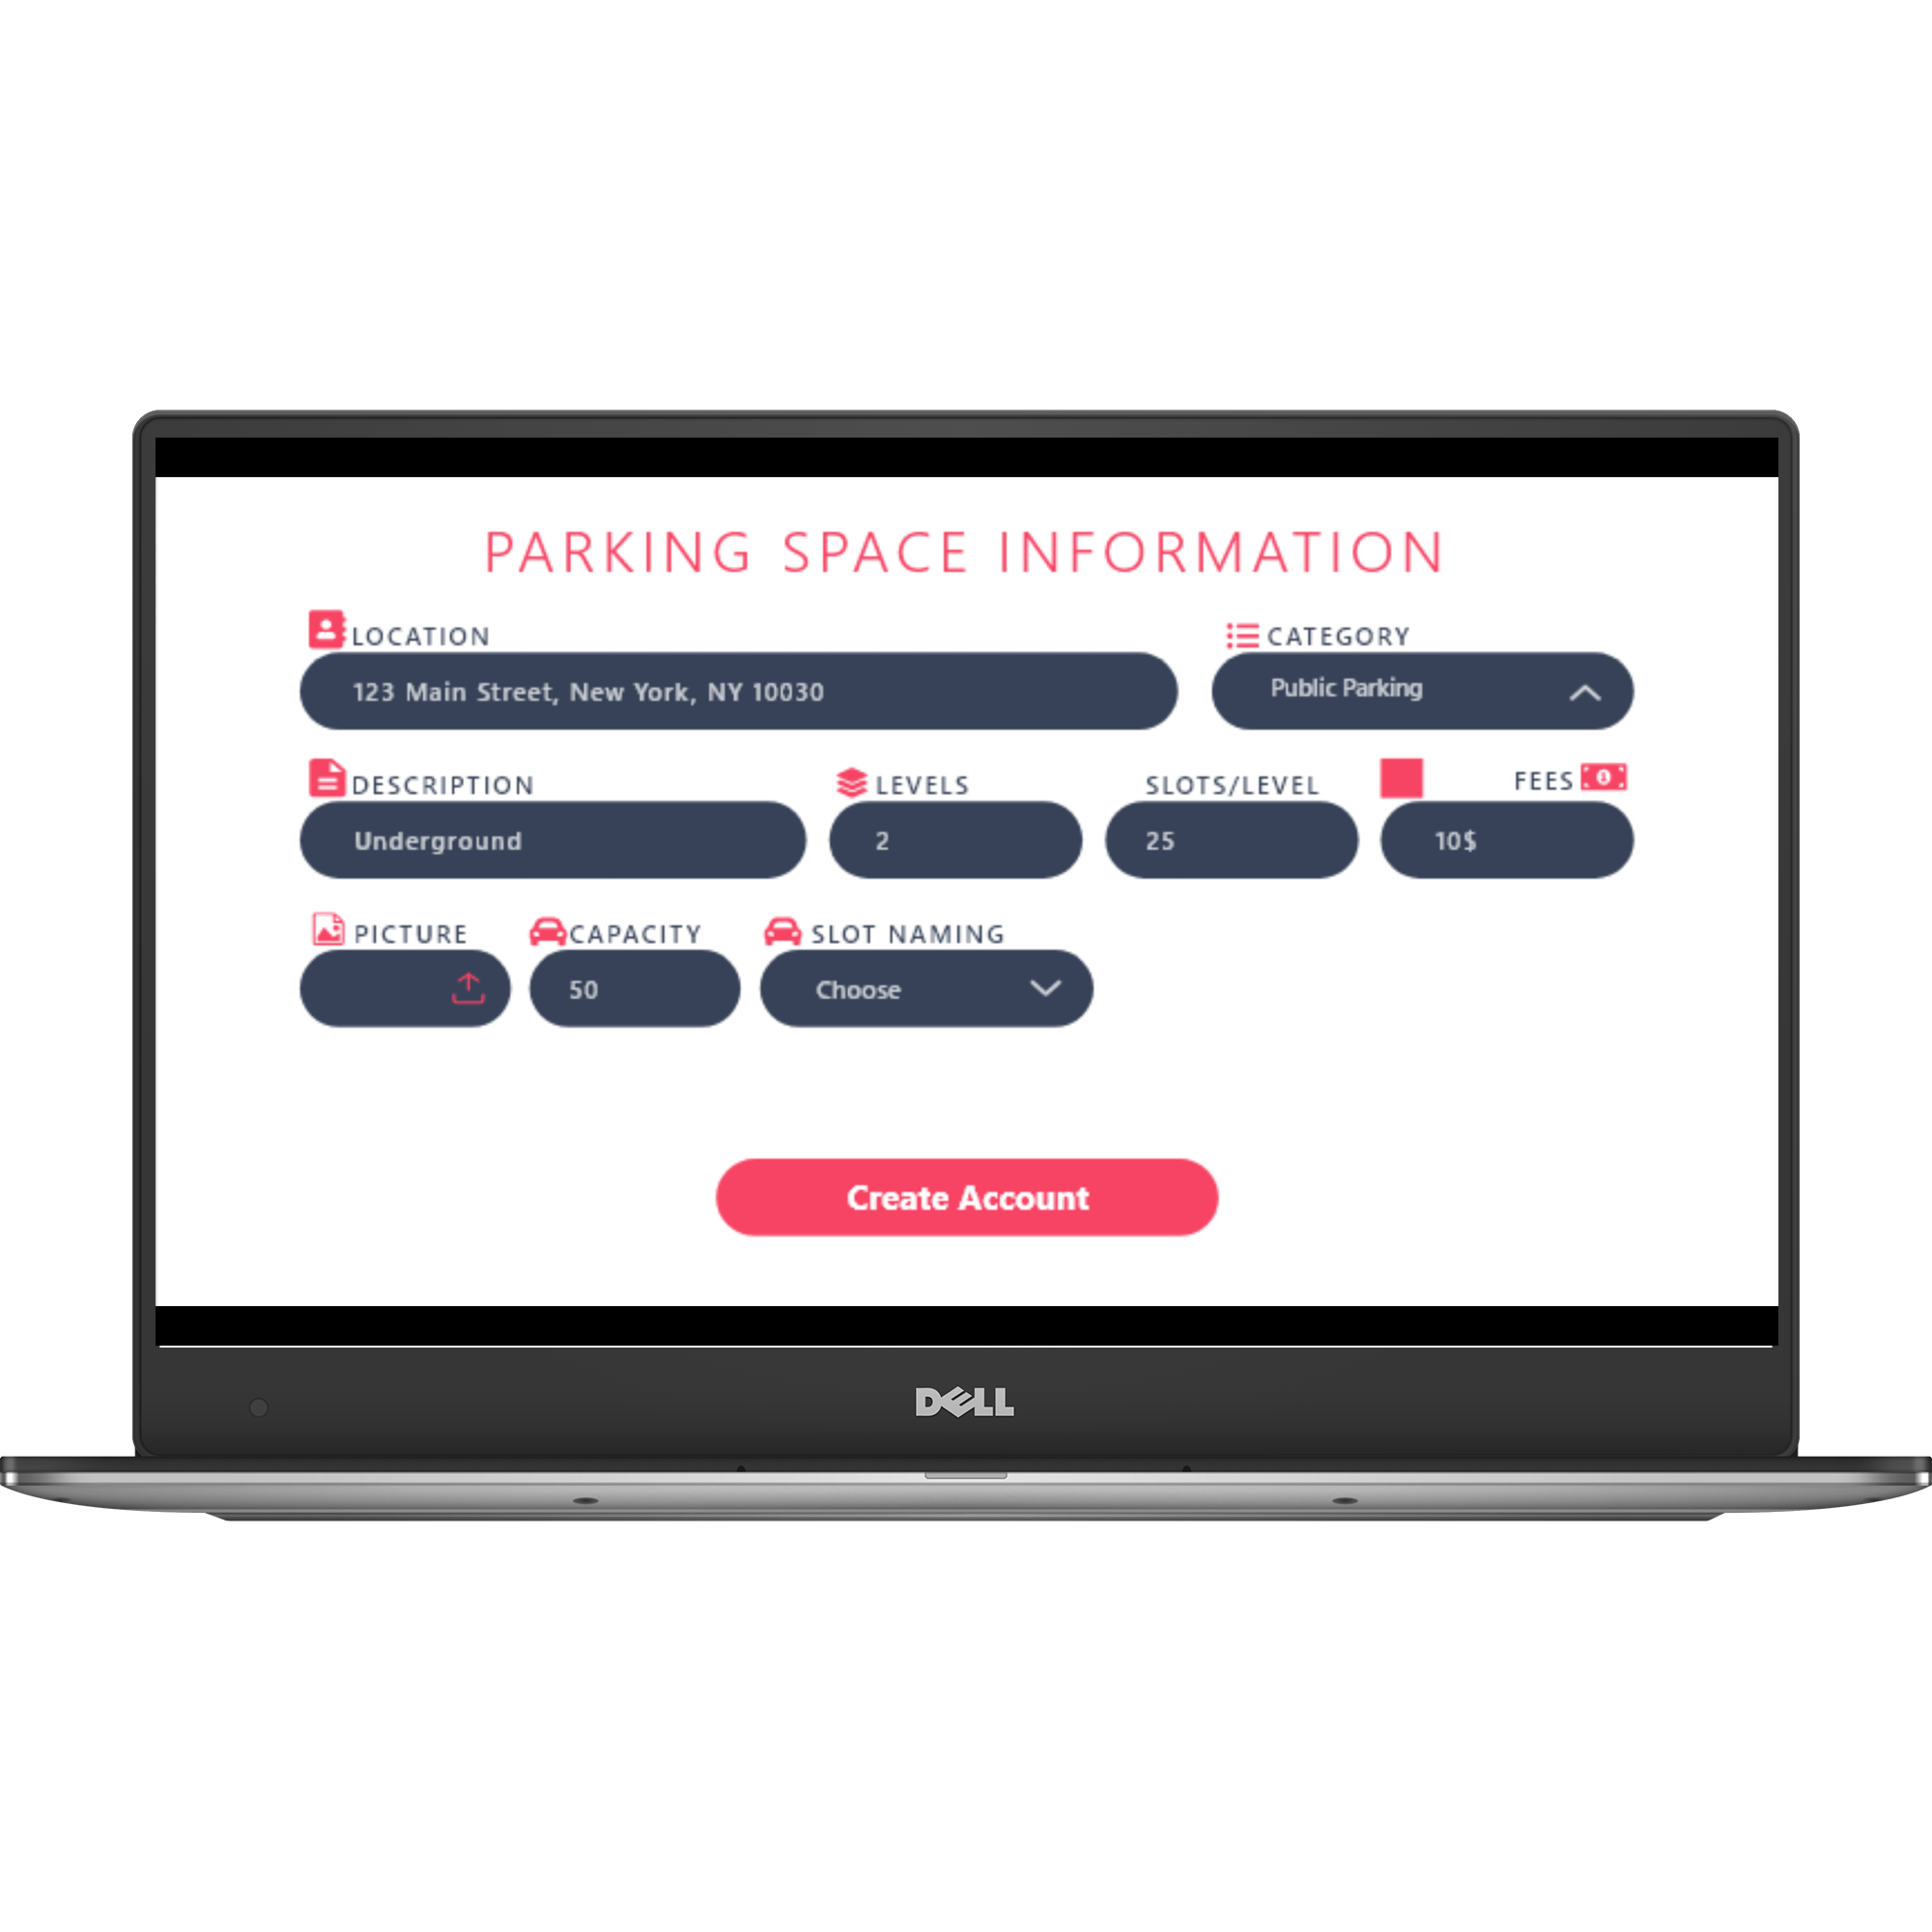 PARKING SPACE INFORMATION
LOCATION
CATEGORY
123 Main Street, New York, NY 10030
Public Parking
DESCRIPTION
LEVELS
SLOTS/LEVEL
FEES
Underground
2
25
10$
PICTURE
CAPACITY
SLOT NAMING
50
Choose
Create Account
DELL